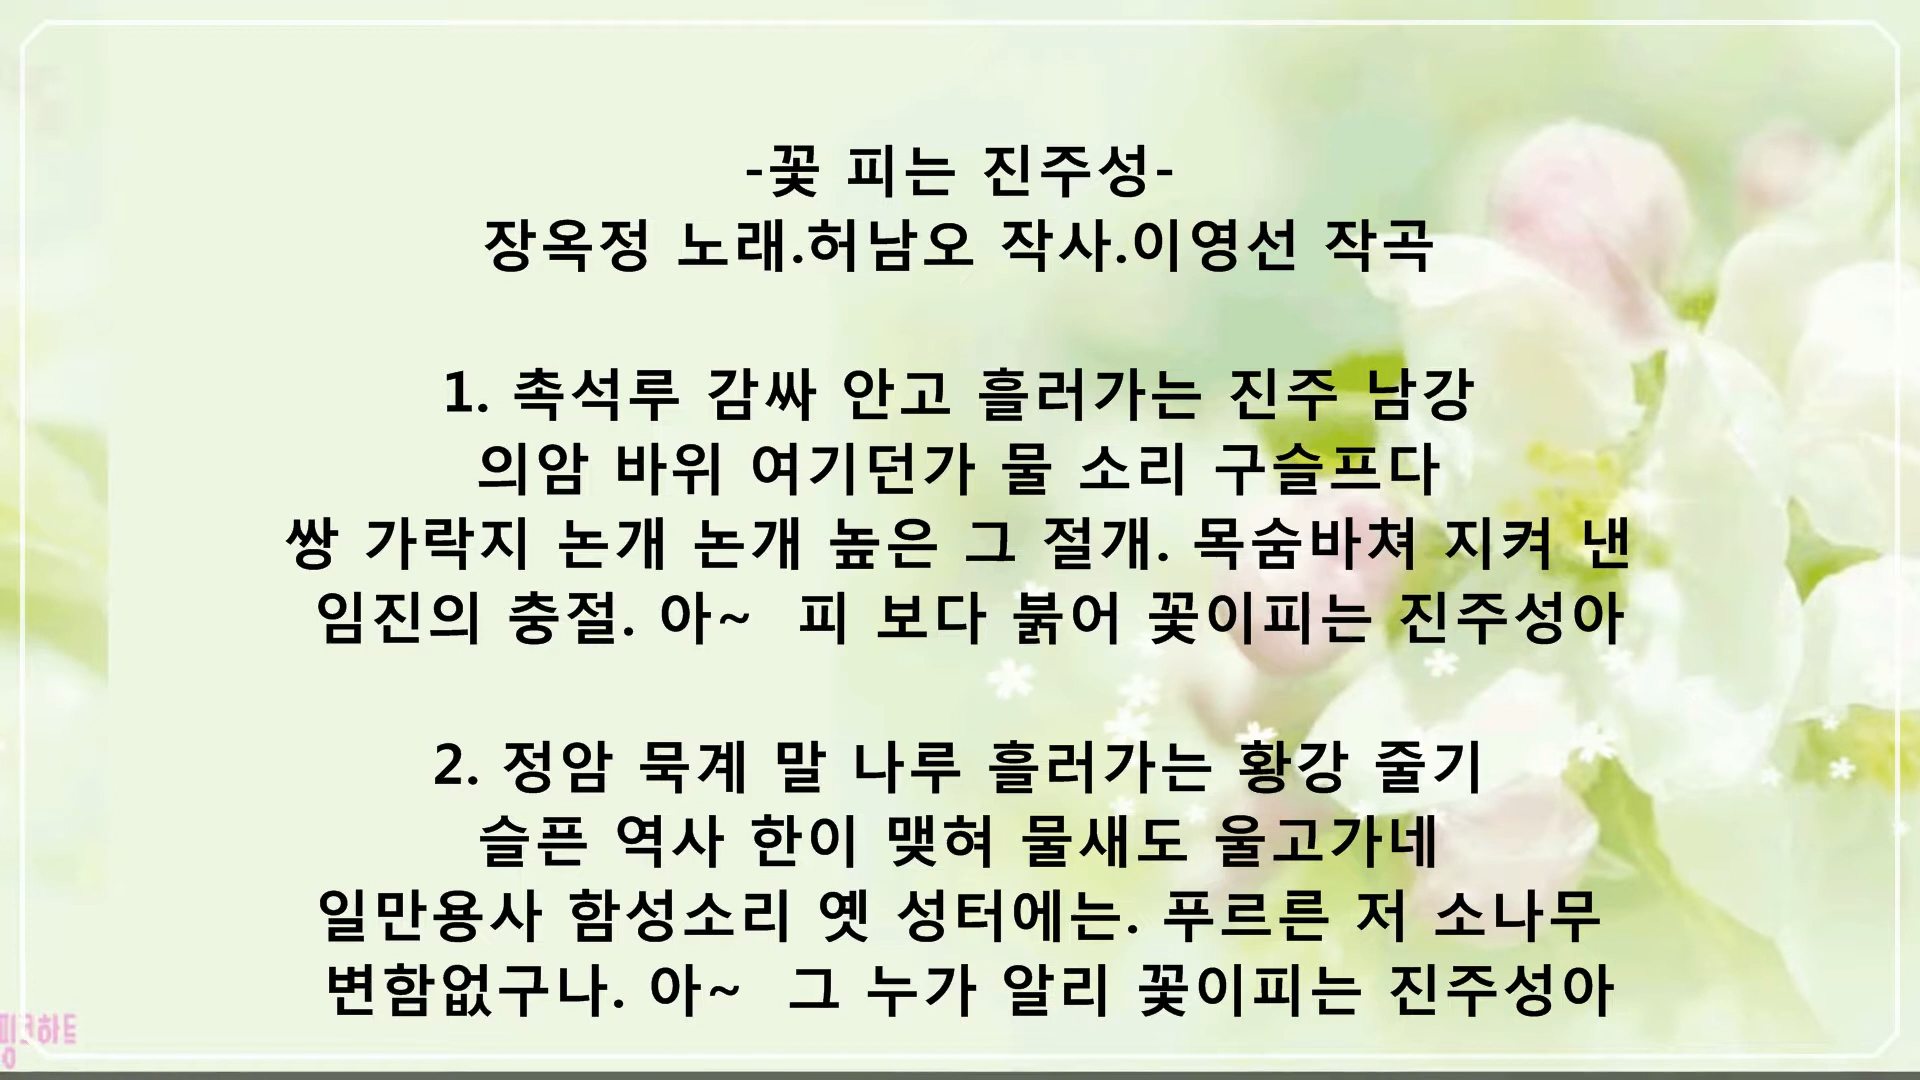 -꽃 피는 진주성-
장옥정 노래.허남오 작사.이영선 작곡
1. 촉석루 감싸 안고 흘러가는 진주 남강
의암 바위 여기던가 물 소리 구슬프다
쌍 가락지 논개 논개 높은 그 절개. 목숨바쳐 지켜 낸
임진의 충절. 아~ 피 보다 붉어 꽃이피는 진주성아
2. 정암 묵계 말 나루 흘러가는 황강 줄기
슬픈 역사 한이 맺혀 물새도 울고가네
일만용사 함성소리 옛 성터에는. 푸르른 저 소나무
변함없구나. 아~ 그 누가 알리 꽃이피는 진주성아